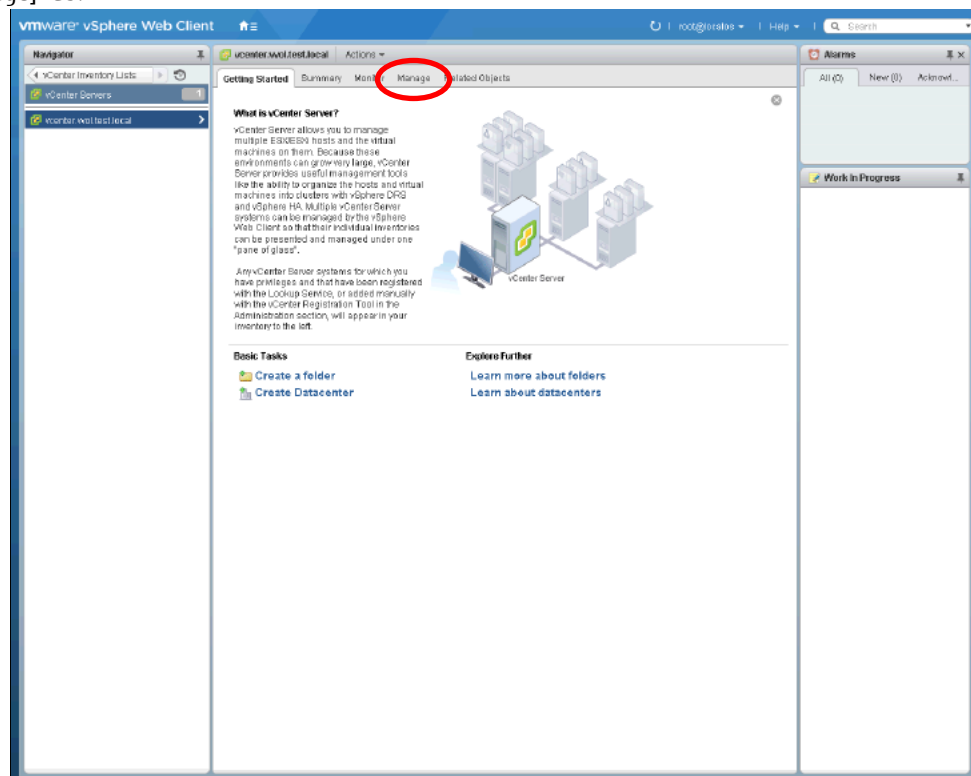 vmware® vSphere Web Client
root@localos
Help
Search
Navigator
vCenter Inventory Lists
vCenter Servers 1
vcenter.wol.test.local
vcenter.wol.test.local Actions
Getting Started Summary Monitor Manage Related Objects
What is vCenter Server?
vCenter Server allows you to manage
multiple ESX/ESXi hosts and the virtual
machines on them. Because these
environments can grow very large, vCenter
Server provides useful management tools
like the ability to organize the hosts and virtual
machines into clusters with vSphere DRS
and vSphere HA. Multiple vCenter Server
systems can be managed by the vSphere
Web Client so that their individual inventories
can be presented and managed under one
"pane of glass".
Any vCenter Server systems for which you
have privileges and that have been registered
with the Lookup Service, or added manually
with the vCenter Registration Tool in the
Administration section, will appear in your
inventory to the left.
vCenter Server
Basic Tasks
Create a folder
Create Datacenter
Explore Further
Learn more about folders
Learn about datacenters
Alarms
All (0) New (0) Acknowl...
Work In Progress